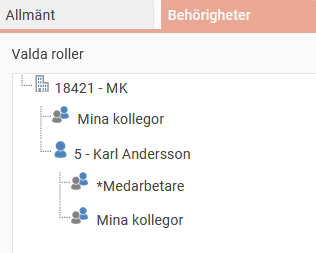 Allmänt
Behörigheter
Valda roller
18421 - MK
Mina kollegor
5 - Karl Andersson
*Medarbetare
Mina kollegor